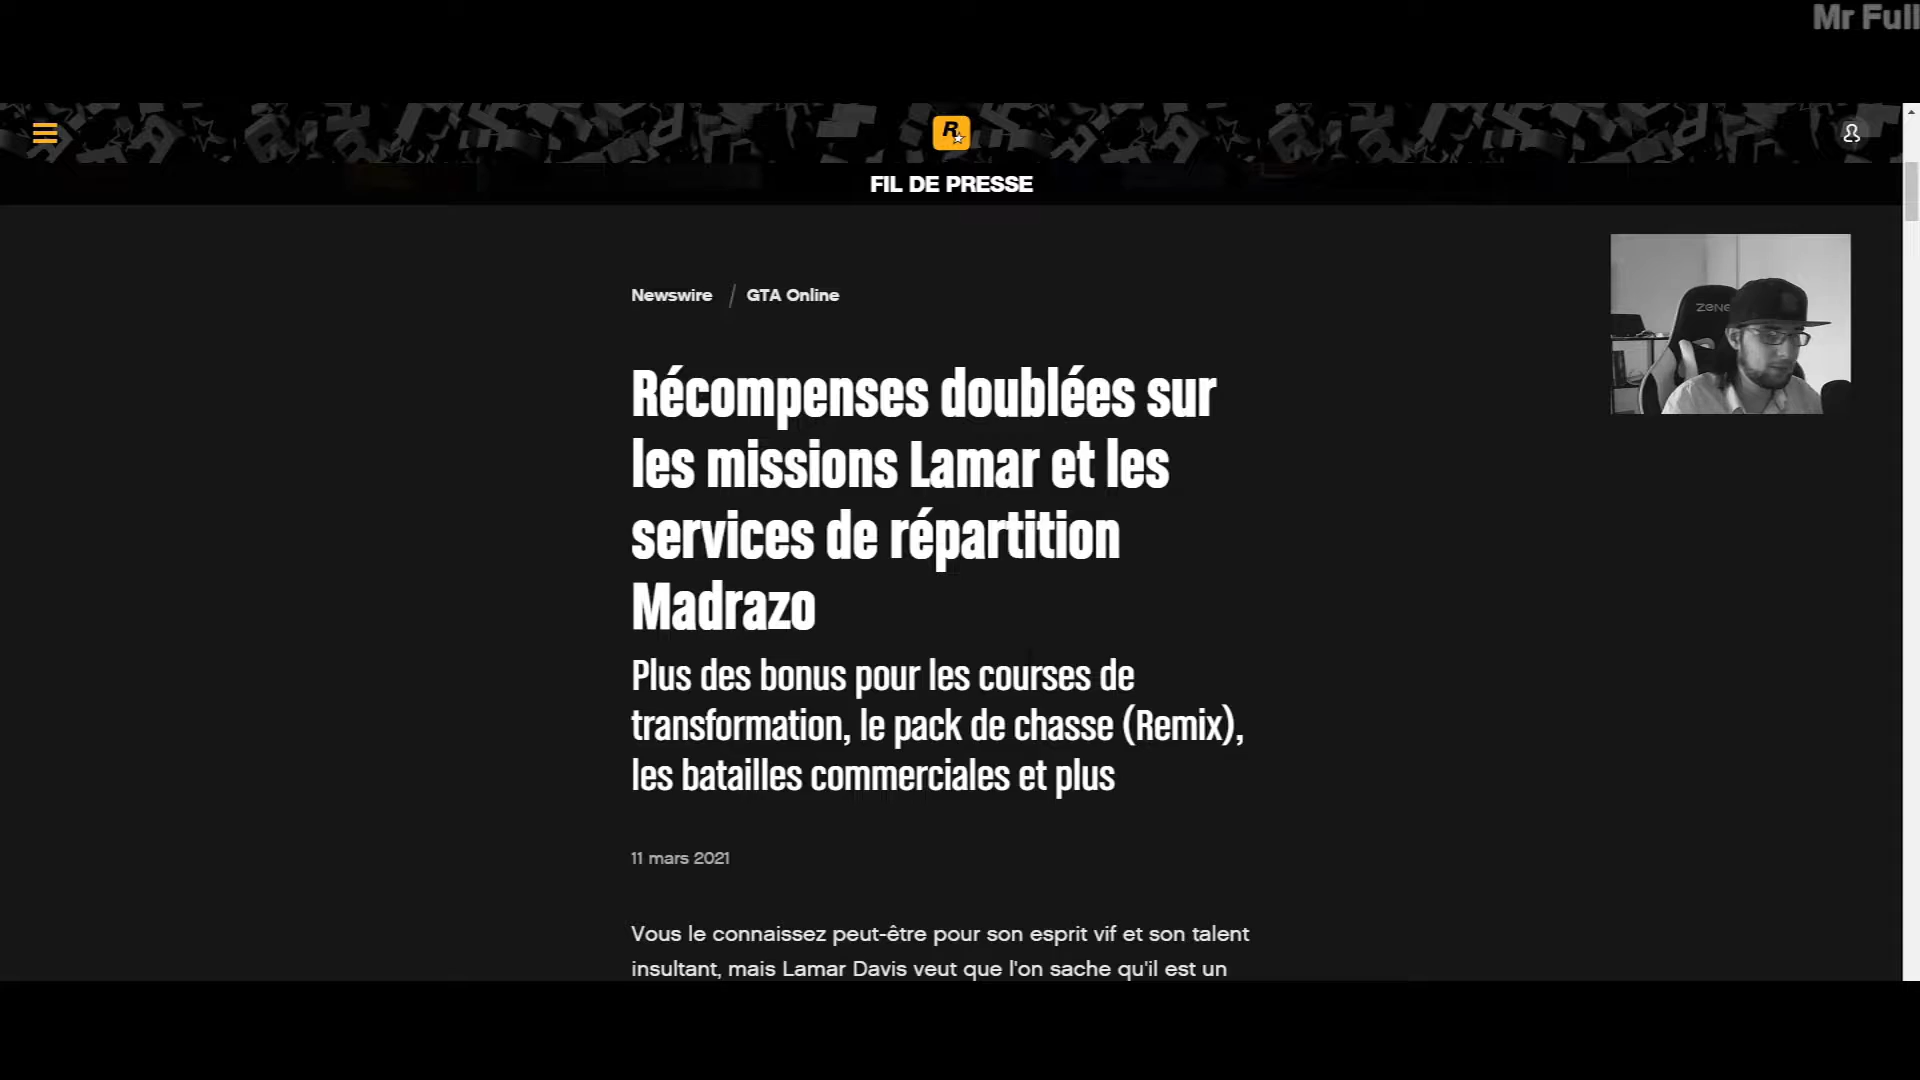 Mr Full
R
FIL DE PRESSE
Newswire / GTA Online
ZENE
Récompenses doublées sur
les missions Lamar et les
services de répartition
Madrazo
Plus des bonus pour les courses de
transformation, le pack de chasse (Remix),
les batailles commerciales et plus
11 mars 2021
Vous le connaissez peut-être pour son esprit vif et son talent
insultant, mais Lamar Davis veut que l'on sache qu'il est un